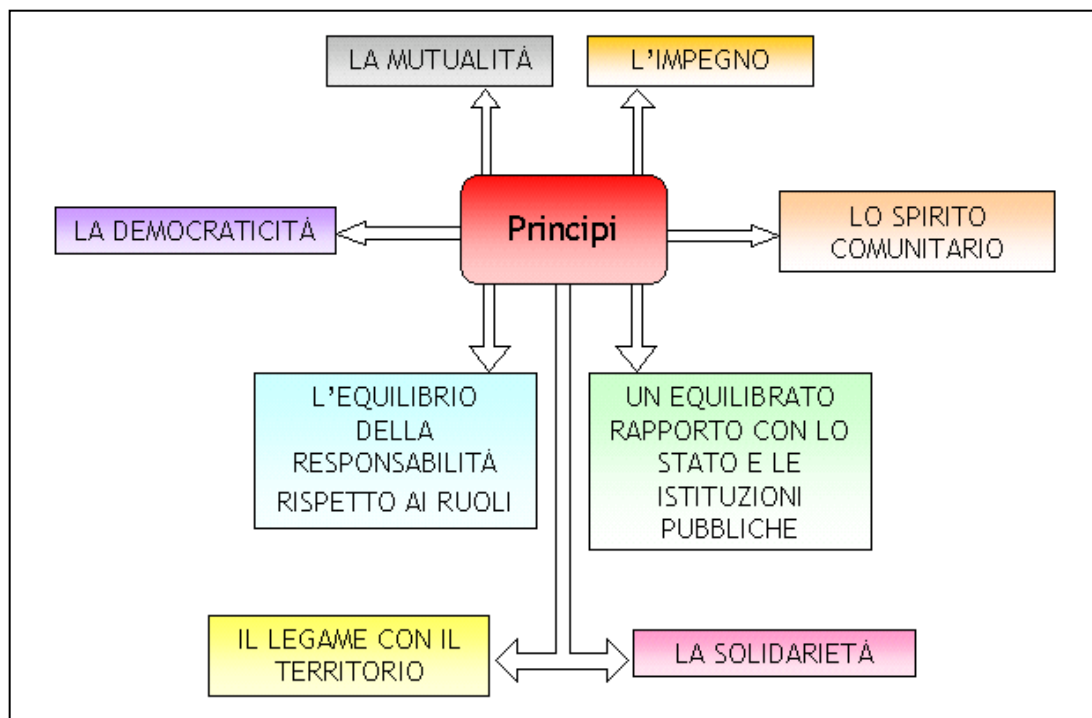 LA MUTUALITÀ
L'IMPEGNO
LA DEMOCRATICITÀ
Principi
LO SPIRITO
COMUNITARIO
L'EQUILIBRIO
DELLA
RESPONSABILITÀ
RISPETTO AI RUOLI
UN EQUILIBRATO
RAPPORTO CON LO
STATO E LE
ISTITUZIONI
PUBBLICHE
IL LEGAME CON IL
TERRITORIO
LA SOLIDARIETÁ